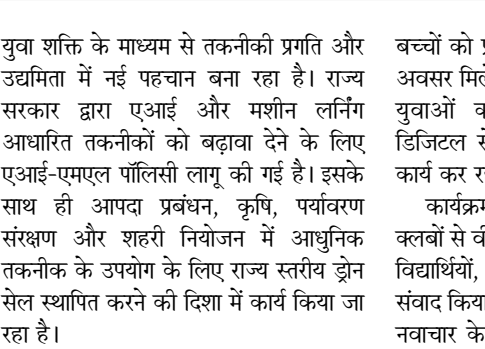 युवा शक्ति के माध्यम से तकनीकी प्रगति और
उद्यमिता में नई पहचान बना रहा है। राज्य
सरकार द्वारा एआई और मशीन लर्निंग
आधारित तकनीकों को बढ़ावा देने के लिए
एआई-एमएल पॉलिसी लागू की गई है। इसके
साथ ही आपदा प्रबंधन, कृषि, पर्यावरण
संरक्षण और शहरी नियोजन में आधुनिक
तकनीक के उपयोग के लिए राज्य स्तरीय ड्रोन
सेल स्थापित करने की दिशा में कार्य किया जा
रहा है।
बच्चों को
अवसर
युवाओं
डिजिटल
कार्य कर
क्लबों से
विद्यार्थियों,
संवाद
नवाचार के